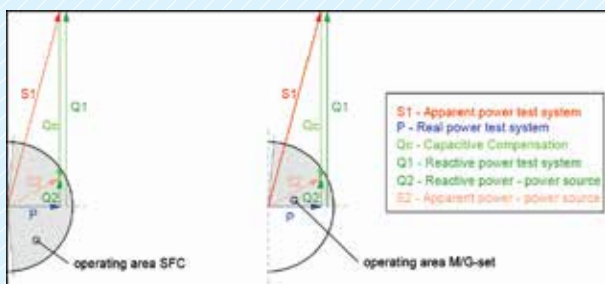 S1
Q1
Qc
S2
Q2
P
operating area SFC
S1
Q1
Qc
S2
Q2
P
operating area M/G-set
S1 - Apparent power test system
P - Real power test system
Qc - Capacitive Compensation
Q1 - Reactive power test system
Q2 - Reactive power - power source
S2 - Apparent power - power source